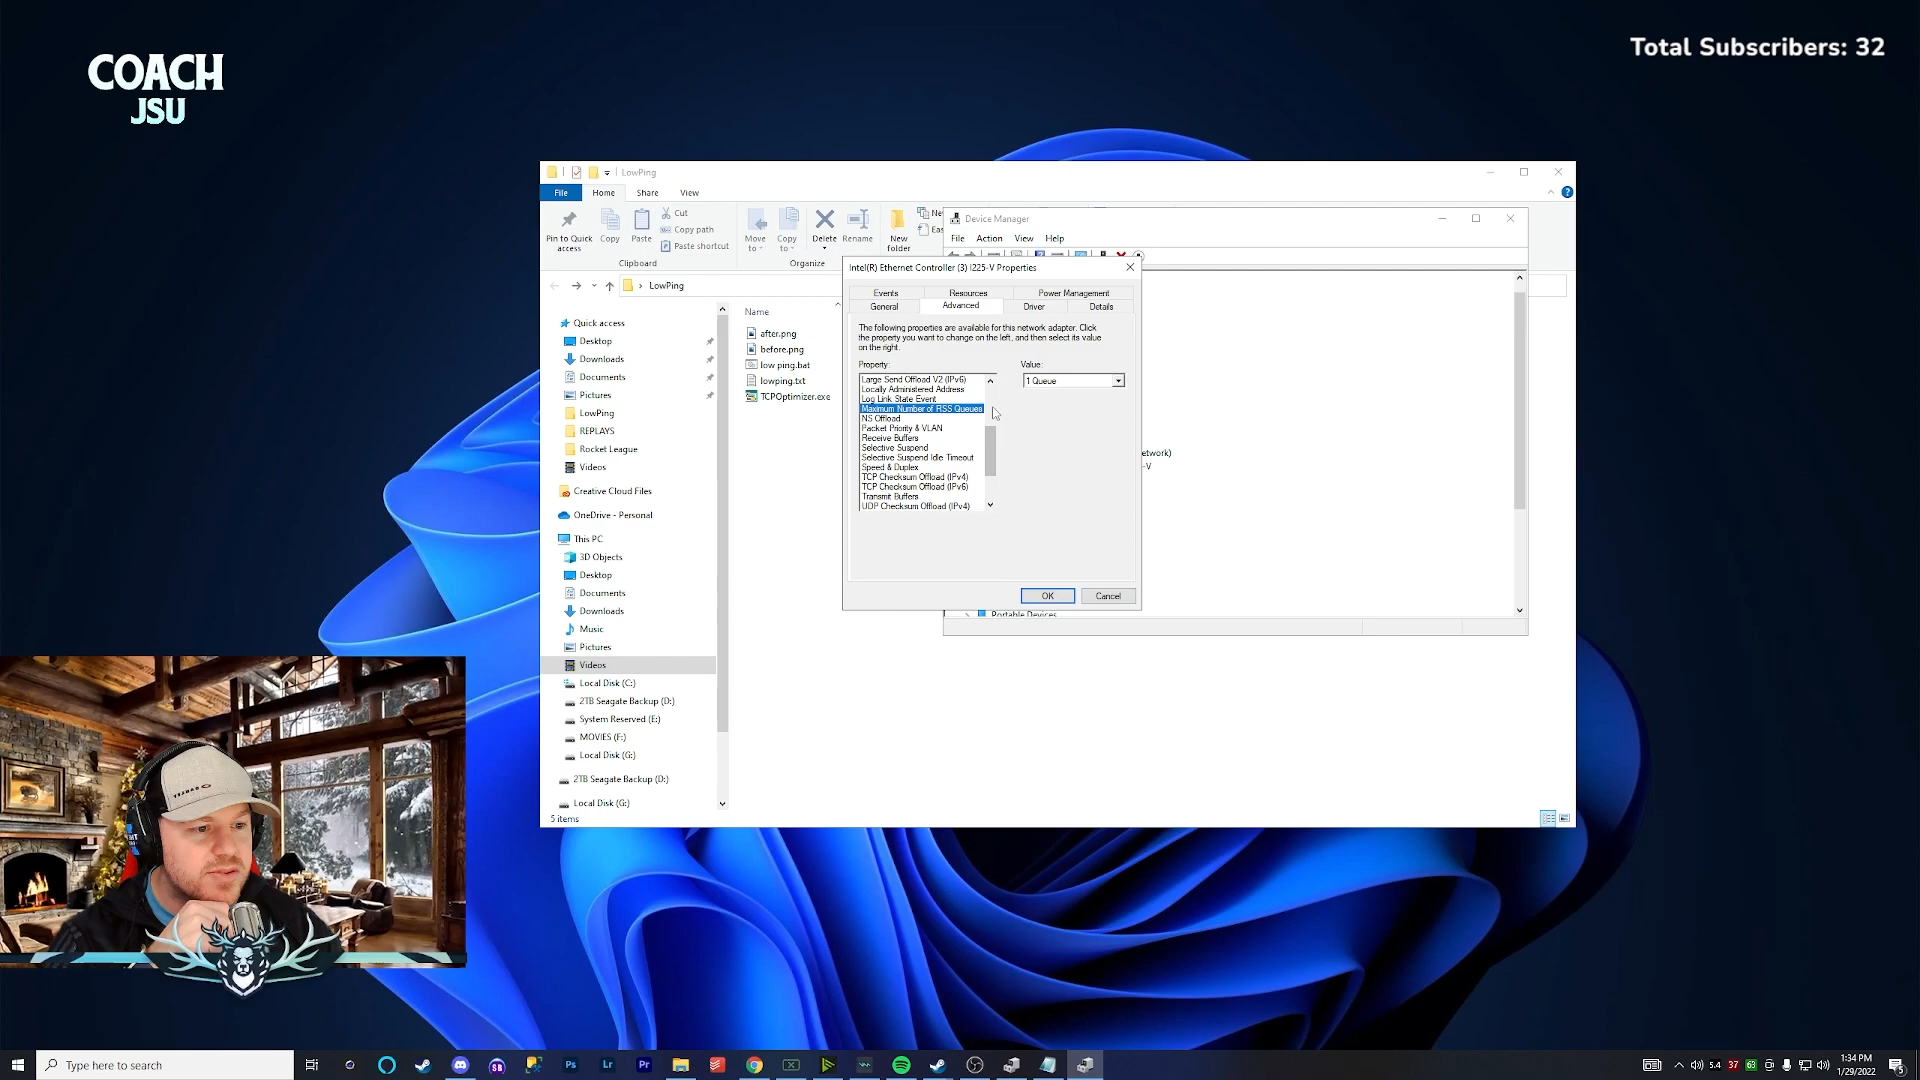 COACH
JSU
Total Subscribers: 32
LowPing
File
Home
Share
View
Pin to Quick
access
Copy
Paste
Cut
Copy path
Paste shortcut
Clipboard
Move
to
Copy
to
Delete
Rename
Organize
New
folder
LowPing
Quick access
Desktop
Downloads
Documents
Pictures
LowPing
REPLAYS
Rocket League
Videos
Creative Cloud Files
OneDrive - Personal
This PC
3D Objects
Desktop
Documents
Downloads
Music
Pictures
Videos
Local Disk (C:)
2TB Seagate Backup (D:)
System Reserved (E:)
MOVIES (F:)
Local Disk (G:)
2TB Seagate Backup (D:)
Local Disk (G:)
5 items
Name
after.png
before.png
low ping.bat
lowping.txt
TCPOptimizer.exe
Device Manager
File Action View Help
etwork)
-V
Portable Devices
Intel(R) Ethernet Controller (3) I225-V Properties
Events Resources Power Management
General Advanced Driver Details
The following properties are available for this network adapter. Click
the property you want to change on the left, and then select its value
on the right.
Property:
Value:
Large Send Offload V2 (IPv6)
Locally Administered Address
Log Link State Event
Maximum Number of RSS Queues
NS Offload
Packet Priority & VLAN
Receive Buffers
Selective Suspend
Selective Suspend Idle Timeout
Speed & Duplex
TCP Checksum Offload (IPv4)
TCP Checksum Offload (IPv6)
Transmit Buffers
UDP Checksum Offload (IPv4)
1 Queue
OK
Cancel
Type here to search
SB
Ps
Lr
Pr
5.4
37
63
1:34 PM
1/29/2022
5